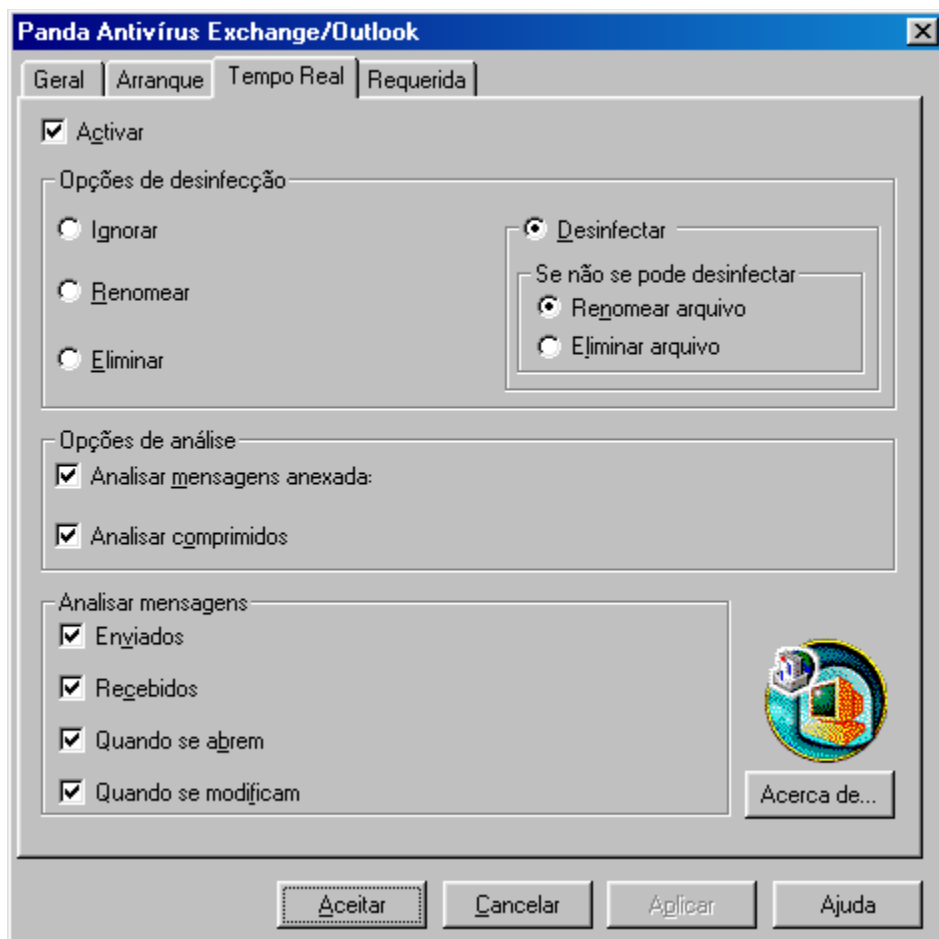 Panda Antivírus Exchange/Outlook
Geral Arranque Tempo Real Requerida
Activar
Opções de desinfecção
Ignorar
Renomear
Eliminar
Desinfectar
Se não se pode desinfectar
Renomear arquivo
Eliminar arquivo
Opções de análise
Analisar mensagens anexada:
Analisar comprimidos
Analisar mensagens
Enviados
Recebidos
Quando se abrem
Quando se modificam
Acerca de...
Aceitar Cancelar Aplicar Ajuda